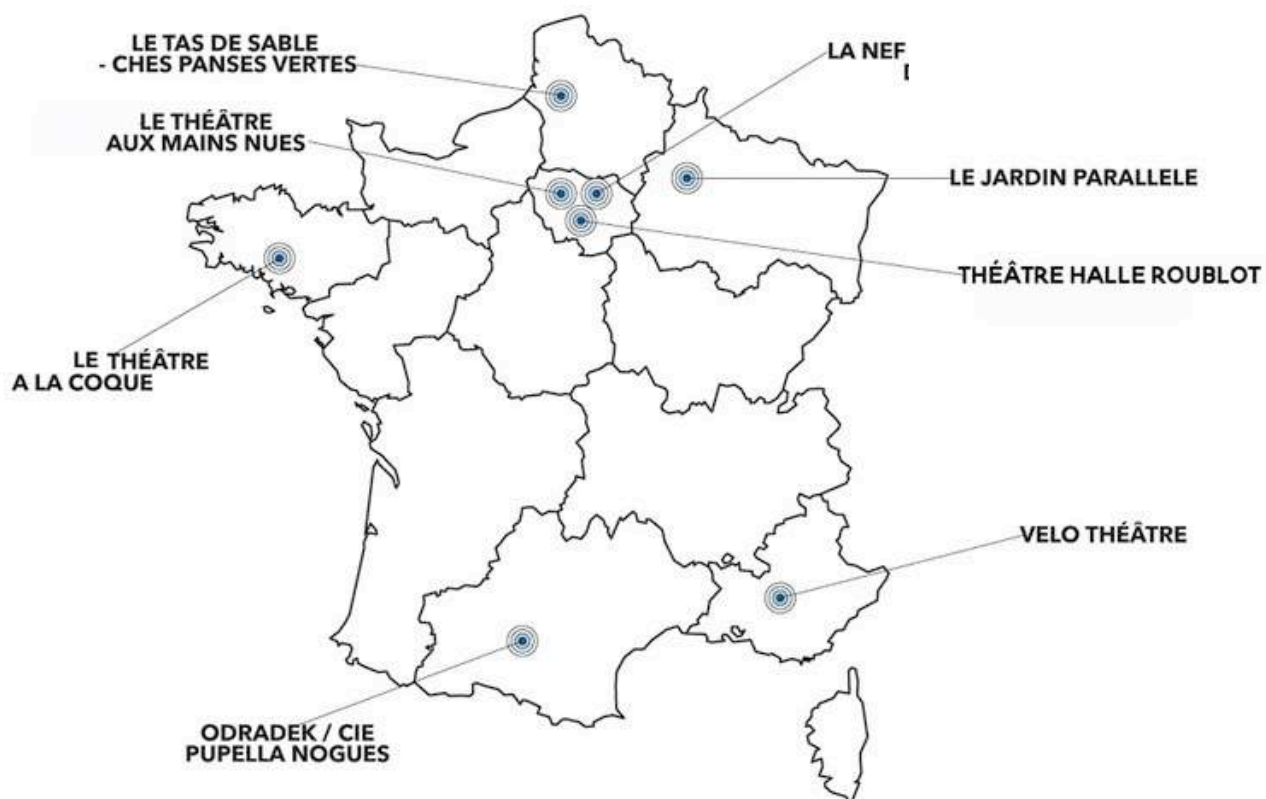 LE TAS DE SABLE
- CHES PANSES VERTES
LA NEF
LE THÉÂTRE
AUX MAINS NUES
LE JARDIN PARALLELE
THÉÂTRE HALLE ROUBLOT
LE THÉÂTRE
A LA COQUE
VELO THÉÂTRE
ODRADEK / CIE
PUPELLA NOGUES